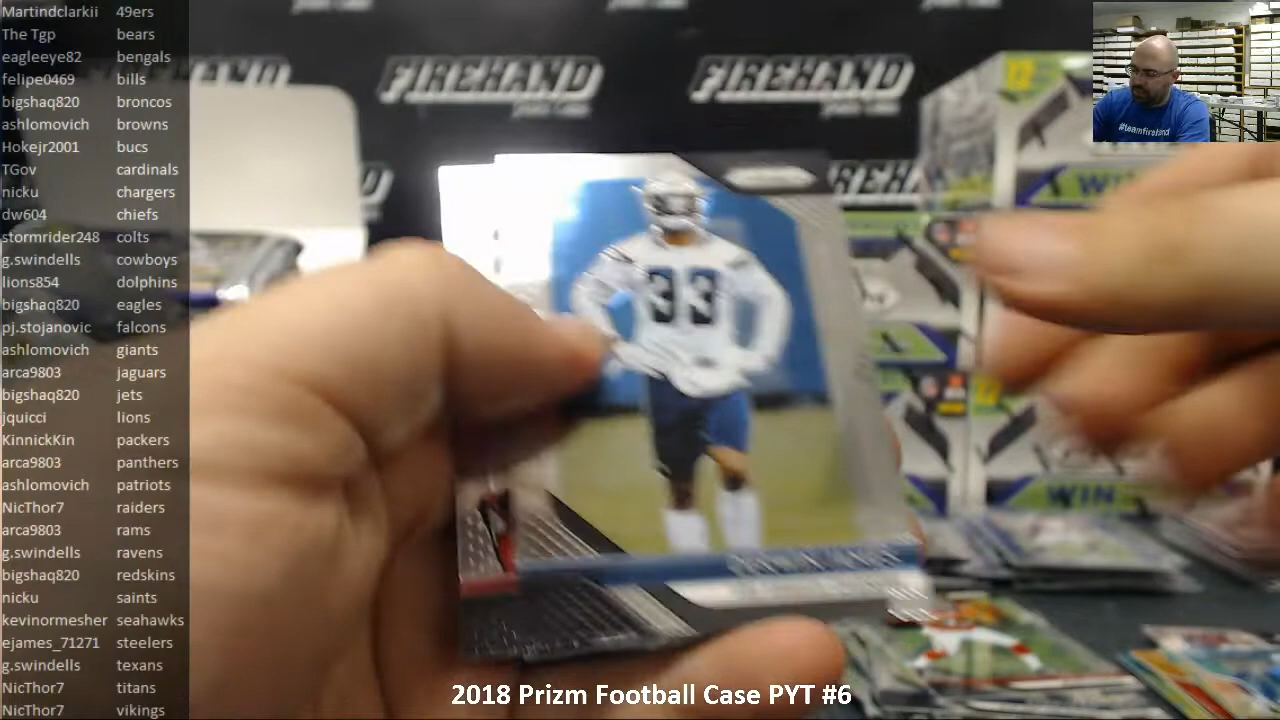 Martindclarkii 49ers
The Tgp bears
eagleeye82 bengals
felipe0469 bills
bigshaq820 broncos
ashlomovich browns
Hokejr2001 bucs
TGov cardinals
nicku chargers
dw604 chiefs
stormrider248 colts
g.swindells cowboys
lions854 dolphins
bigshaq820 eagles
pj.stojanovic falcons
ashlomovich giants
arca9803 jaguars
bigshaq820 jets
jquicci lions
KinnickKin packers
arca9803 panthers
ashlomovich patriots
NicThor7 raiders
arca9803 rams
g.swindells ravens
bigshaq820 redskins
nicku saints
kevinormesher seahawks
ejames_71271 steelers
g.swindells texans
NicThor7 titans
NicThor7 vikings
FIREHAND
FIREHAND
#teamfirehand
33
WIN
2018 Prizm Football Case PYT #6